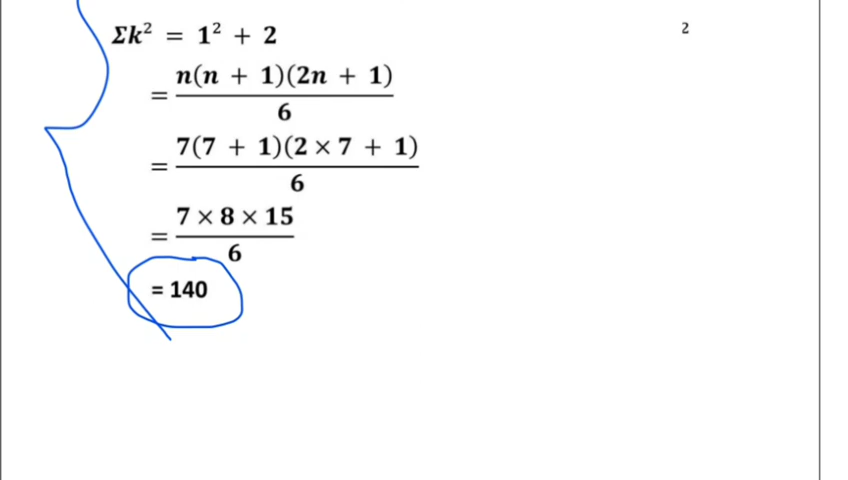 Σk² = 1² + 2 2
= n(n + 1)(2n + 1) / 6
= 7(7 + 1)(2 × 7 + 1) / 6
= 7 × 8 × 15 / 6
= 140